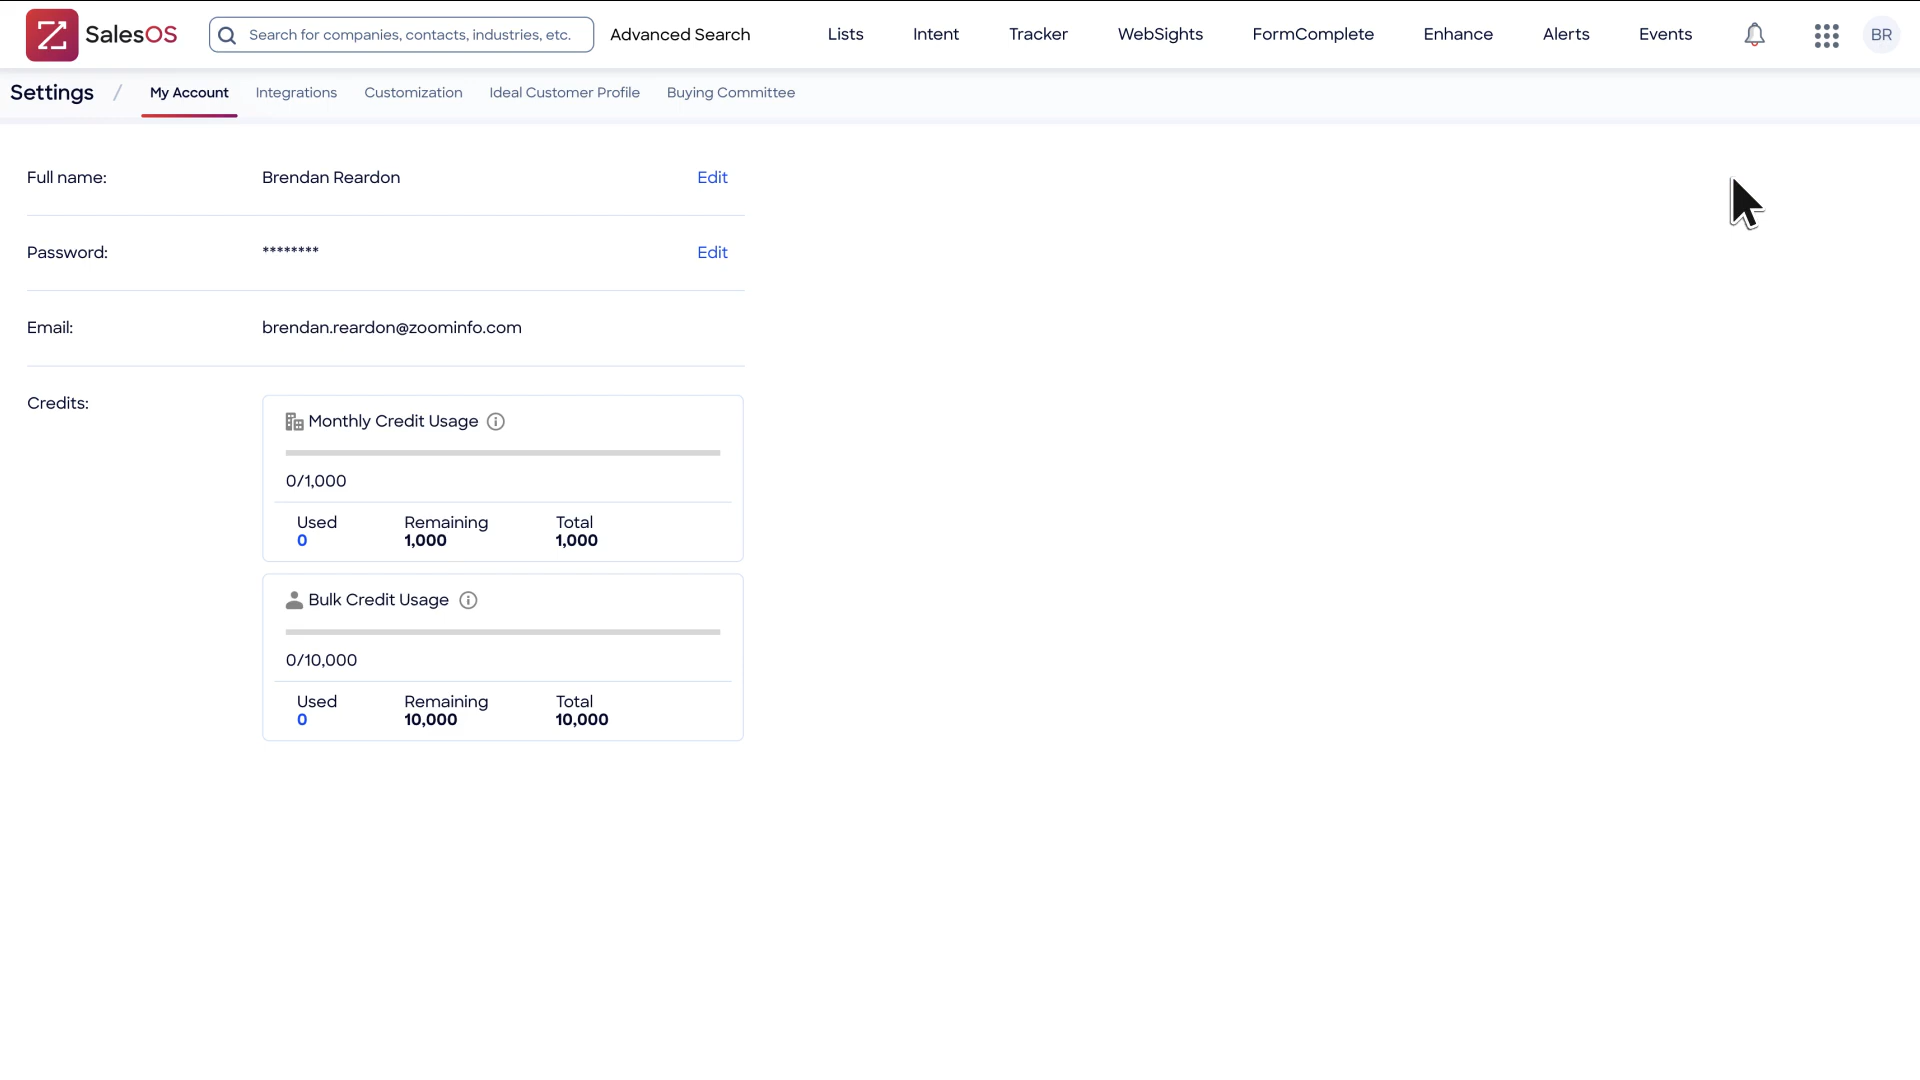 SalesOS
Search for companies, contacts, industries, etc.
Advanced Search
Lists
Intent
Tracker
WebSights
FormComplete
Enhance
Alerts
Events
BR
Settings / My Account
Integrations
Customization
Ideal Customer Profile
Buying Committee
Full name:
Brendan Reardon
Edit
Password:
********
Edit
Email:
brendan.reardon@zoominfo.com
Credits:
Monthly Credit Usage
0/1,000
Used
Remaining
Total
0
1,000
1,000
Bulk Credit Usage
0/10,000
Used
Remaining
Total
0
10,000
10,000